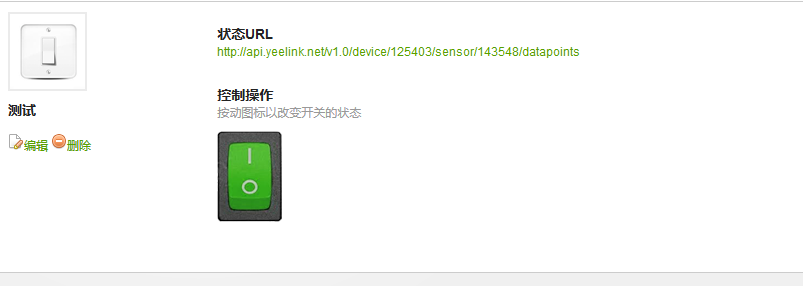 状态URL
http://api.yeelink.net/v1.0/device/125403/sensor/143548/datapoints
测试
编辑 删除
控制操作
按动图标以改变开关的状态